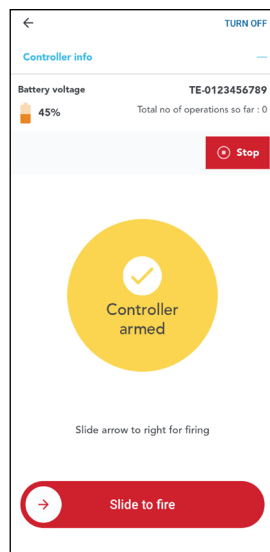 TURN OFF
Controller info
Battery voltage
TE-0123456789
45%
Total no of operations so far : 0
Stop
Controller
armed
Slide arrow to right for firing
Slide to fire